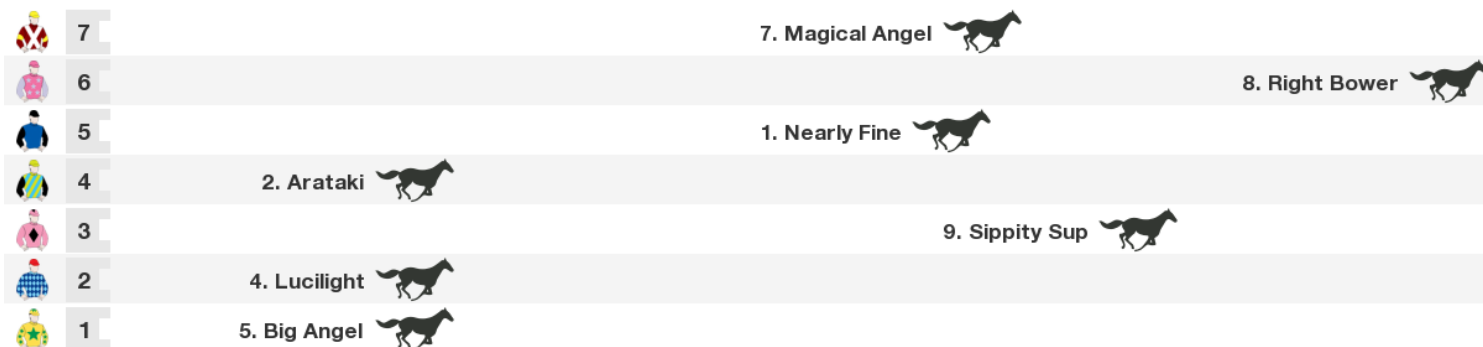 7 7. Magical Angel
6 8. Right Bower
5 1. Nearly Fine
4 2. Arataki
3 9. Sippity Sup
2 4. Lucilight
1 5. Big Angel